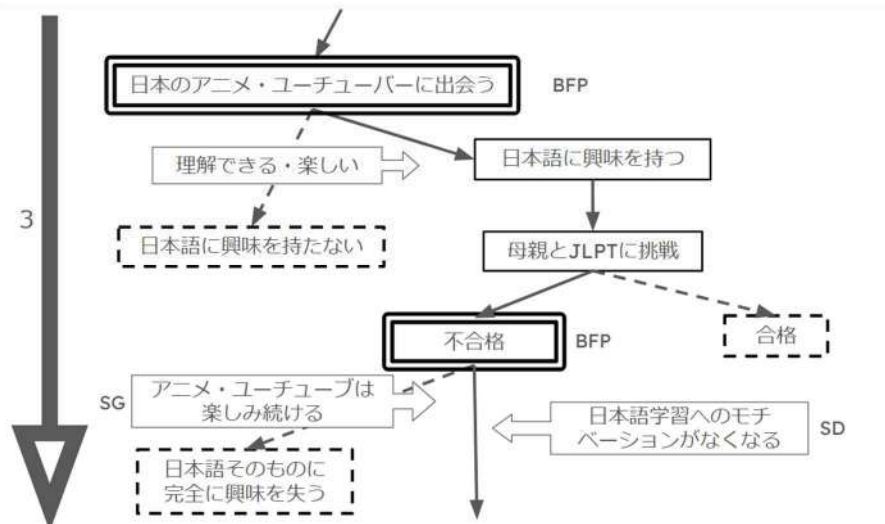 日本のアニメ・ユーチューバーに出会う
BFP
理解できる・楽しい
日本語に興味を持つ
3
日本語に興味を持たない
母親とJLPTに挑戦
不合格
BFP
合格
SG
アニメ・ユーチューブは
楽しみ続ける
日本語学習へのモチ
ベーションがなくなる
SD
日本語そのものに
完全に興味を失う